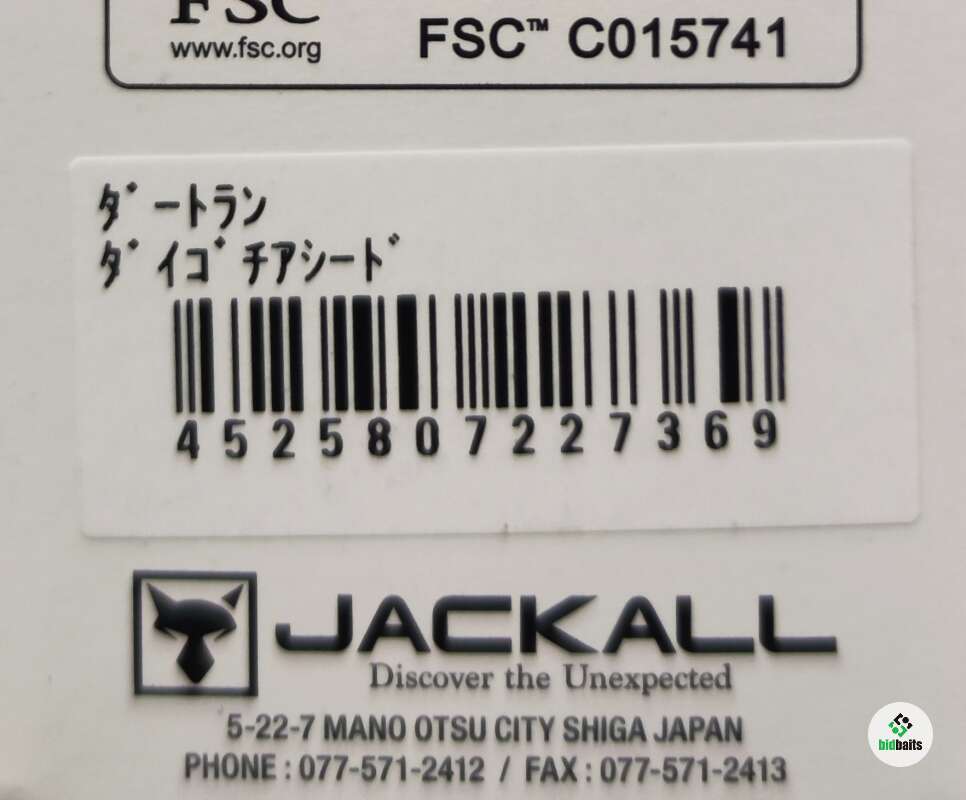 FSC
www.fsc.org
FSC™ C015741
ﾀﾞｰﾄﾗﾝ
ﾀﾞｲｺﾞﾁｱｼｰﾄﾞ
4525807227369
JACKALL
Discover the Unexpected
5-22-7 MANO OTSU CITY SHIGA JAPAN
PHONE : 077-571-2412 / FAX : 077-571-2413
bidbaits